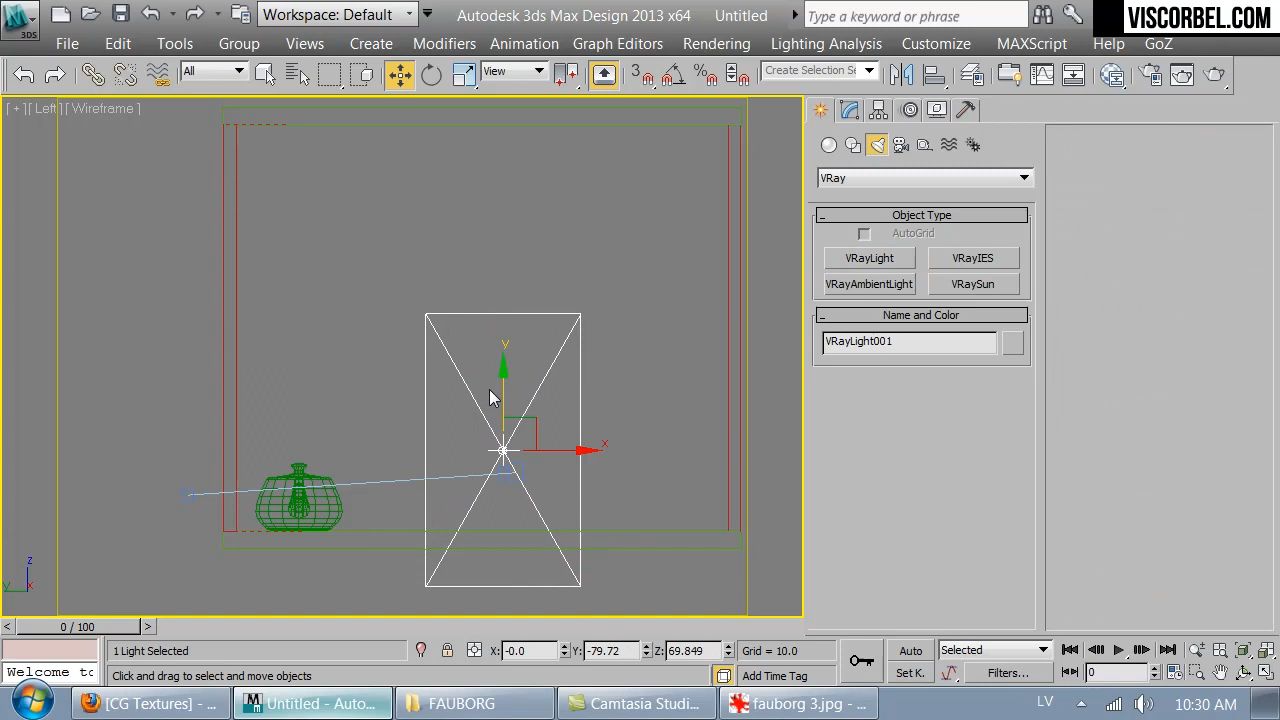 Workspace: Default
Autodesk 3ds Max Design 2013 x64
Untitled
Type a keyword or phrase
VISCORBEL.COM
3DS
File Edit Tools Group Views Create Modifiers Animation Graph Editors Rendering Lighting Analysis Customize MAXScript Help GoZ
All
View
3
Create Selection Se
[ + ][ Left ][ Wireframe ]
VRay
Object Type
AutoGrid
VRayLight
VRayIES
VRayAmbientLight
VRaySun
Name and Color
VRayLight001
y
x
z
y
x
0 / 100
1 Light Selected
X: -0.0
Y: -79.72
Z: 69.849
Grid = 10.0
Auto
Selected
Welcome to
Click and drag to select and move objects
Add Time Tag
Set K.
Filters...
0
[CG Textures] - ...
Untitled - Auto...
FAUBORG
Camtasia Studi...
fauborg 3.jpg - ...
LV
10:30 AM